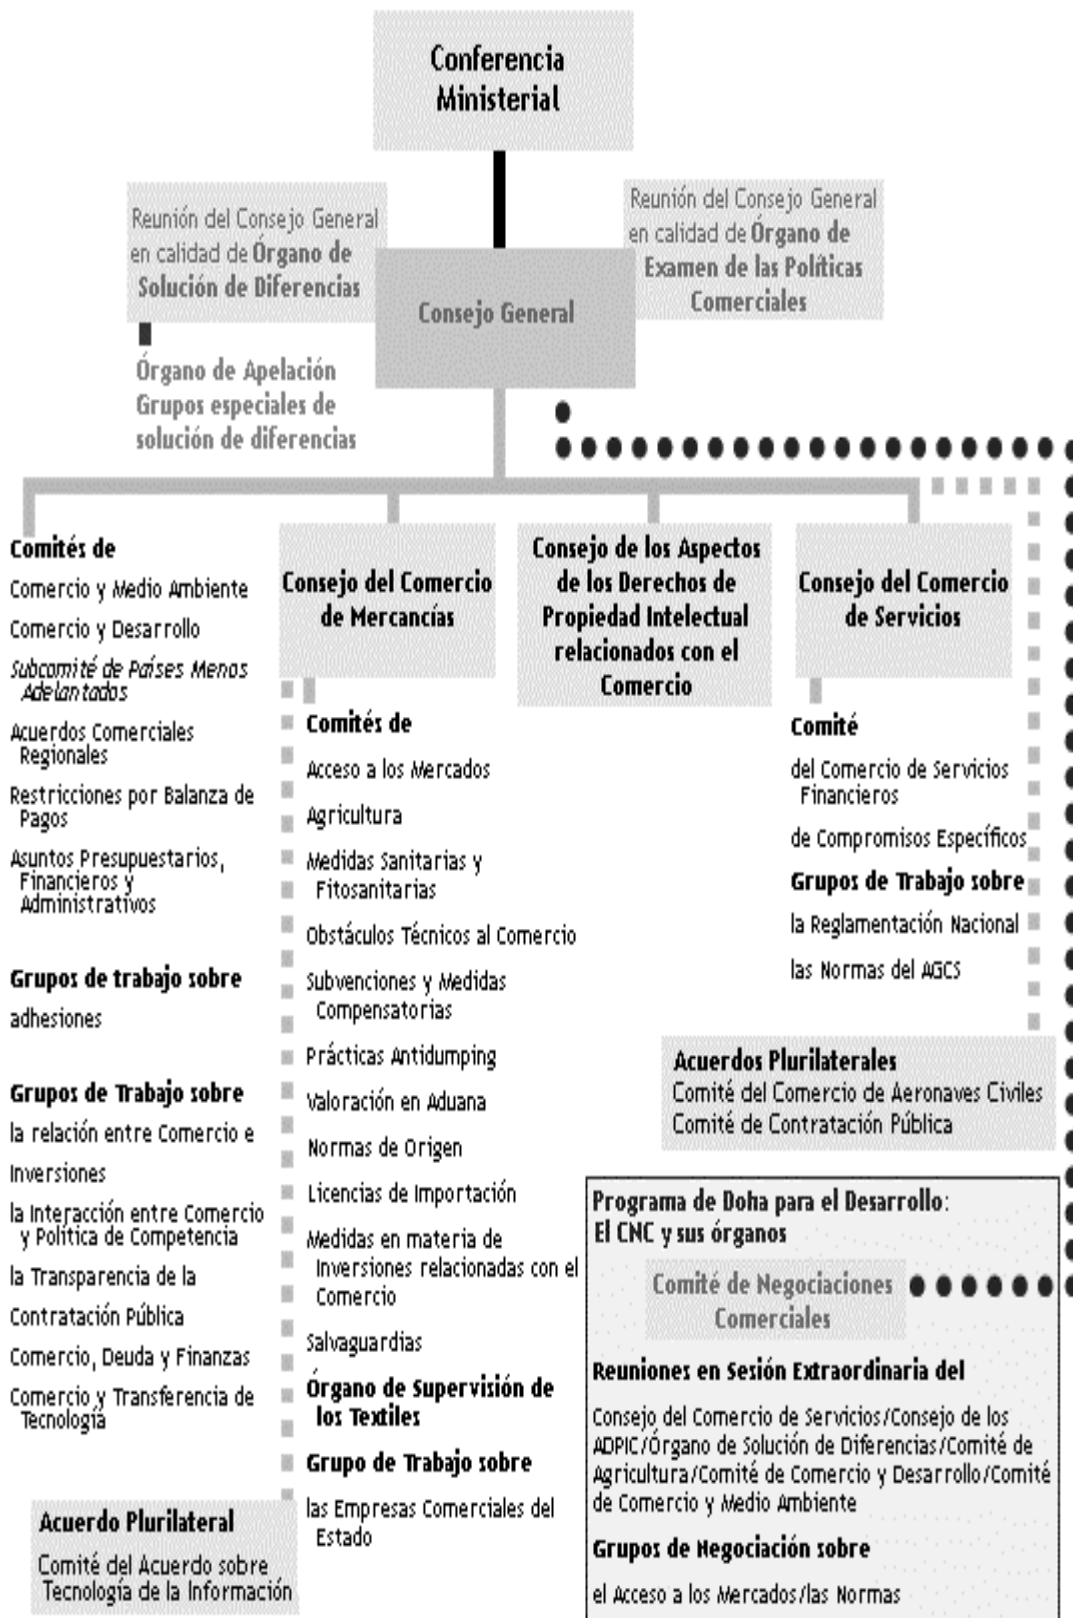 Conferencia
Ministerial
Reunión del Consejo General
en calidad de Órgano de
Solución de Diferencias
Reunión del Consejo General
en calidad de Órgano de
Examen de las Políticas
Comerciales
Consejo General
Órgano de Apelación
Grupos especiales de
solución de diferencias
Comités de
Comercio y Medio Ambiente
Comercio y Desarrollo
Subcomité de Países Menos
Adelantados
Acuerdos Comerciales
Regionales
Restricciones por Balanza de
Pagos
Asuntos Presupuestarios,
Financieros y
Administrativos
Grupos de trabajo sobre
adhesiones
Grupos de Trabajo sobre
la relación entre Comercio e
Inversiones
la Interacción entre Comercio
y Política de Competencia
la Transparencia de la
Contratación Pública
Comercio, Deuda y Finanzas
Comercio y Transferencia de
Tecnología
Acuerdo Plurilateral
Comité del Acuerdo sobre
Tecnología de la Información
Consejo del Comercio
de Mercancías
Comités de
Acceso a los Mercados
Agricultura
Medidas Sanitarias y
Fitosanitarias
Obstáculos Técnicos al Comercio
Subvenciones y Medidas
Compensatorias
Prácticas Antidumping
Valoración en Aduana
Normas de Origen
Licencias de Importación
Medidas en materia de
Inversiones relacionadas con el
Comercio
Salvaguardias
Órgano de Supervisión de
los Textiles
Grupo de Trabajo sobre
las Empresas Comerciales del
Estado
Consejo de los Aspectos
de los Derechos de
Propiedad Intelectual
relacionados con el
Comercio
Consejo del Comercio
de Servicios
Comité
del Comercio de Servicios
Financieros
de Compromisos Específicos
Grupos de Trabajo sobre
la Reglamentación Nacional
las Normas del AGCS
Acuerdos Plurilaterales
Comité del Comercio de Aeronaves Civiles
Comité de Contratación Pública
Programa de Doha para el Desarrollo:
El CNC y sus órganos
Comité de Negociaciones
Comerciales
Reuniones en Sesión Extraordinaria del
Consejo del Comercio de Servicios/Consejo de los
ADPIC/Órgano de Solución de Diferencias/Comité de
Agricultura/Comité de Comercio y Desarrollo/Comité
de Comercio y Medio Ambiente
Grupos de Negociación sobre
el Acceso a los Mercados/las Normas